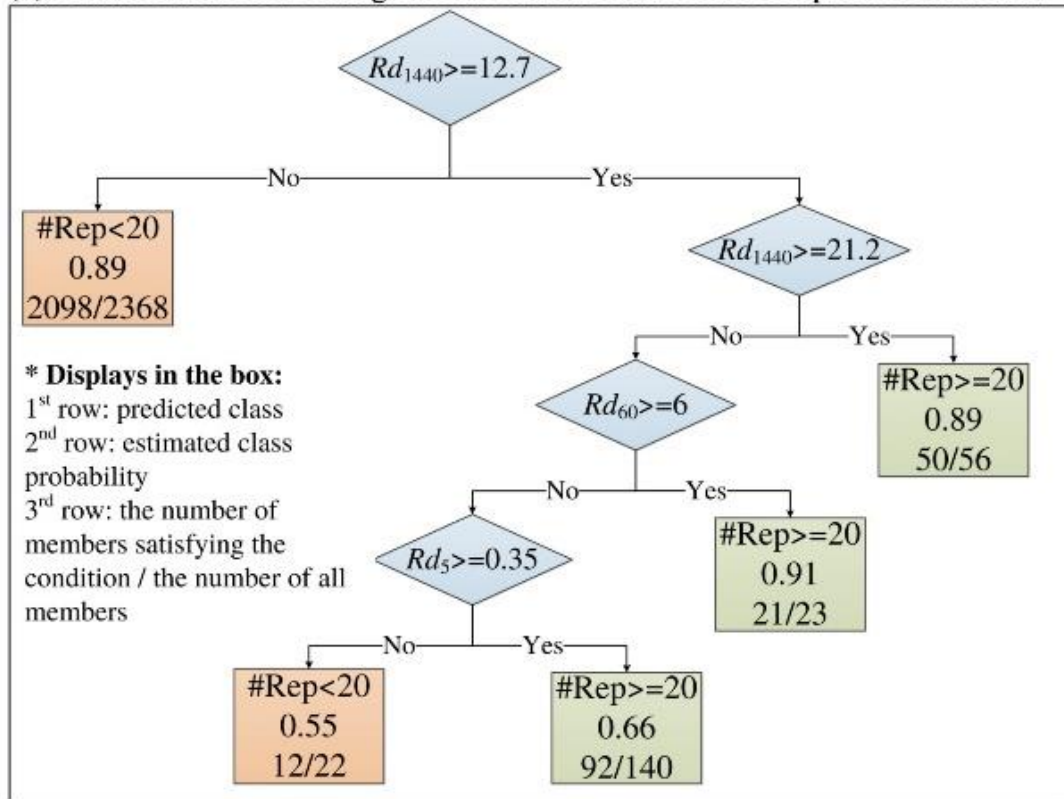 Rd1440>=12.7
No
Yes
#Rep<20
0.89
2098/2368
Rd1440>=21.2
No
Yes
Rd60>=6
#Rep>=20
0.89
50/56
* Displays in the box:
1st row: predicted class
2nd row: estimated class
probability
3rd row: the number of
members satisfying the
condition / the number of all
members
No
Yes
Rd5>=0.35
#Rep>=20
0.91
21/23
No
Yes
#Rep<20
0.55
12/22
#Rep>=20
0.66
92/140